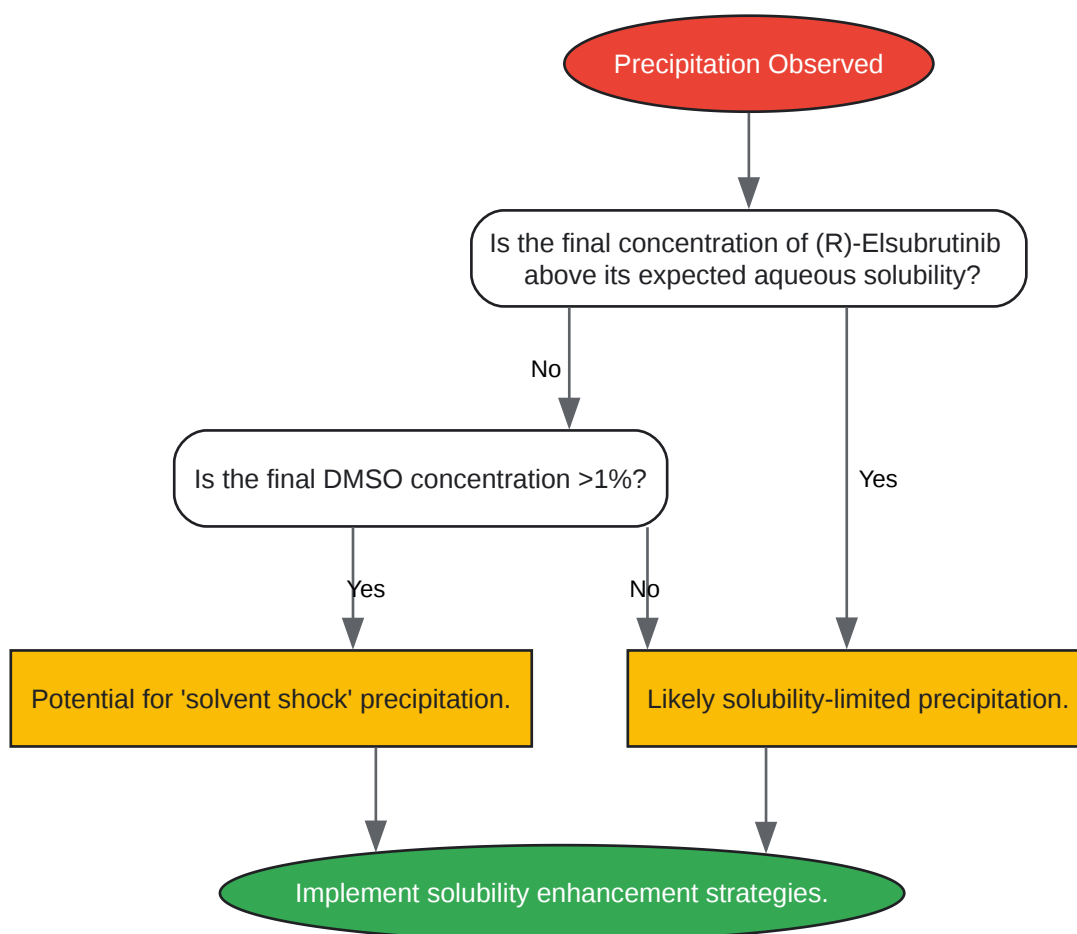 Precipitation Observed
Is the final concentration of (R)-Elsubrutinib
above its expected aqueous solubility?
No
Is the final DMSO concentration >1%?
Yes
Yes
No
Potential for 'solvent shock' precipitation.
Likely solubility-limited precipitation.
Implement solubility enhancement strategies.